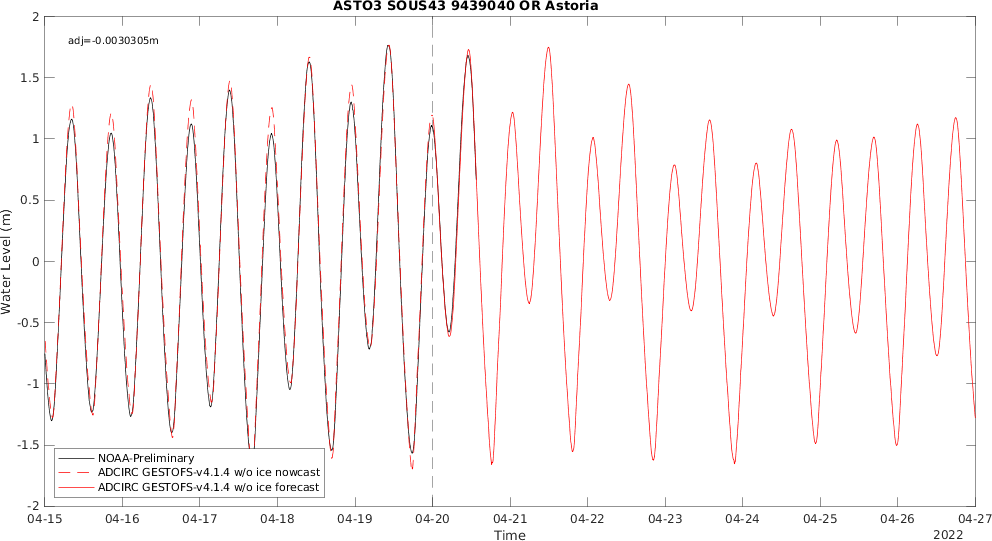 ASTO3 SOUS43 9439040 OR Astoria
2
adj=-0.0030305m
1.5
1
0.5
0
-0.5
-1
-1.5
-2
Water Level (m)
NOAA-Preliminary
ADCIRC GESTOFS-v4.1.4 w/o ice nowcast
ADCIRC GESTOFS-v4.1.4 w/o ice forecast
04-15 04-16 04-17 04-18 04-19 04-20 04-21 04-22 04-23 04-24 04-25 04-26 04-27
Time
2022